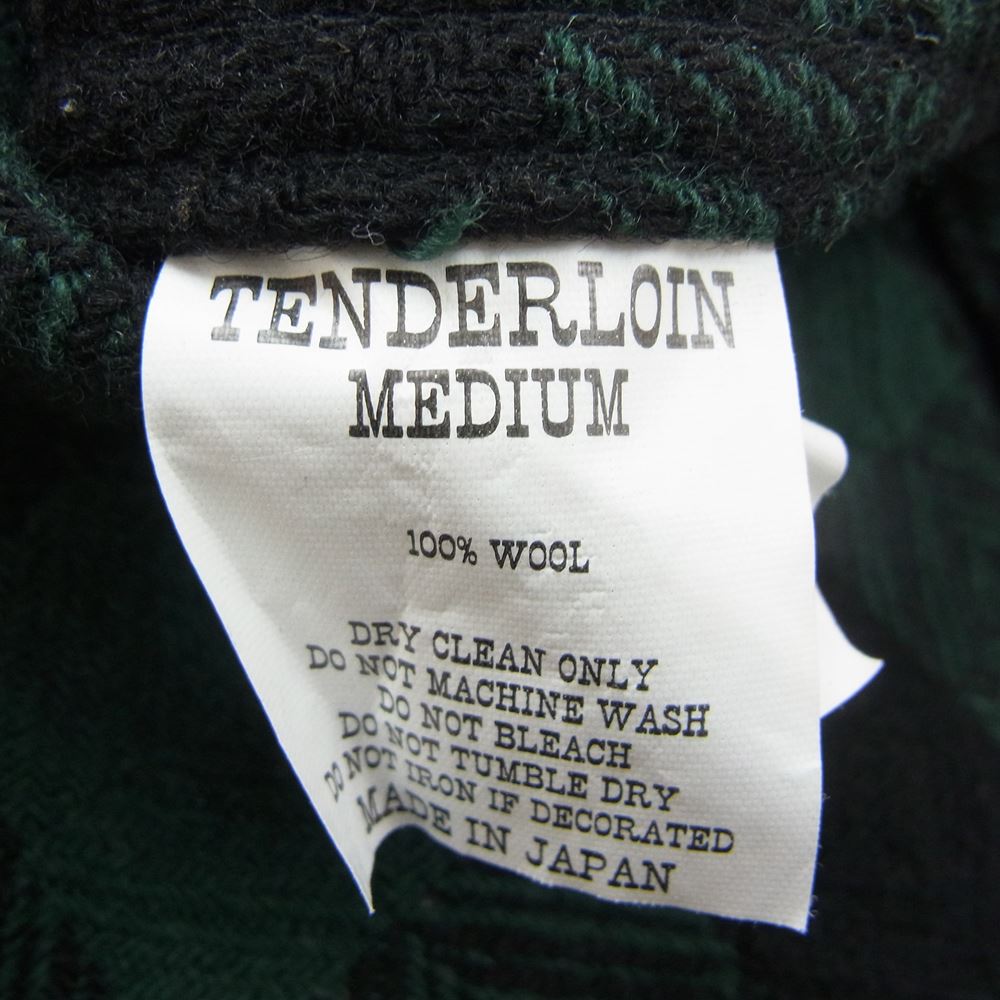 TENDERLOIN
MEDIUM
100% WOOL
DRY CLEAN ONLY
DO NOT MACHINE WASH
DO NOT BLEACH
DO NOT TUMBLE DRY
DO NOT IRON IF DECORATED
MADE IN JAPAN